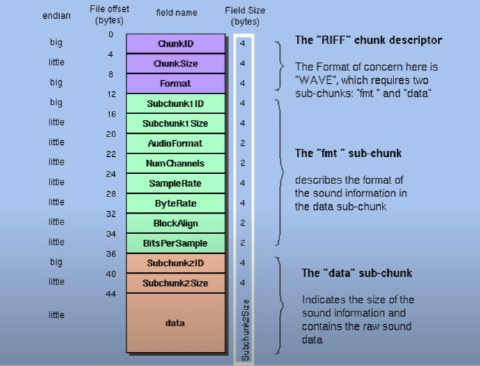 endian File offset (bytes) field name Field Size (bytes)
0
big ChunkID 4
4
little ChunkSize 4
8
big Format 4
12
big Subchunk1ID 4
16
little Subchunk1Size 4
20
little AudioFormat 2
22
little NumChannels 2
24
little SampleRate 4
28
little ByteRate 4
32
little BlockAlign 2
34
little BitsPerSample 2
36
big Subchunk2ID 4
40
little Subchunk2Size 4
44
little data Subchunk2Size
The "RIFF" chunk descriptor
The Format of concern here is
"WAVE", which requires two
sub-chunks: "fmt " and "data"
The "fmt " sub-chunk
describes the format of
the sound information in
the data sub-chunk
The "data" sub-chunk
Indicates the size of the
sound information and
contains the raw sound
data